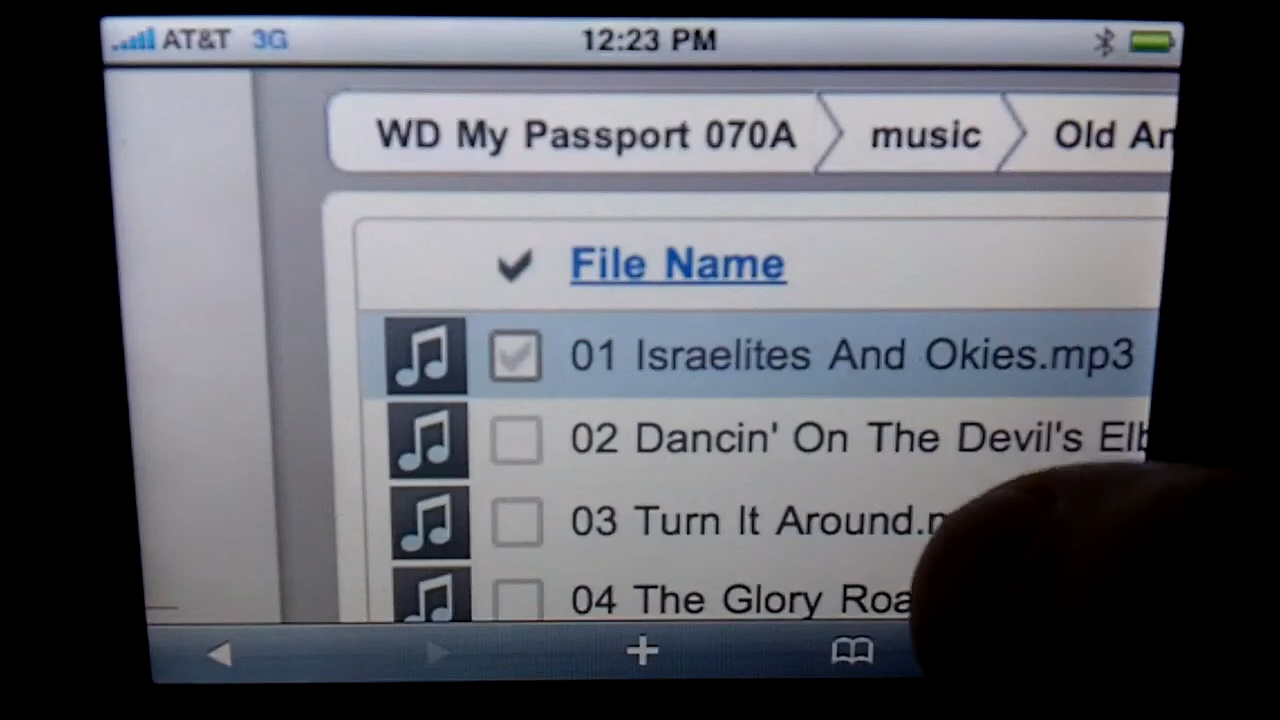 AT&T 3G 12:23 PM
WD My Passport 070A music Old
File Name
01 Israelites And Okies.mp3
02 Dancin' On The Devil's
03 Turn It Around.
04 The Glory